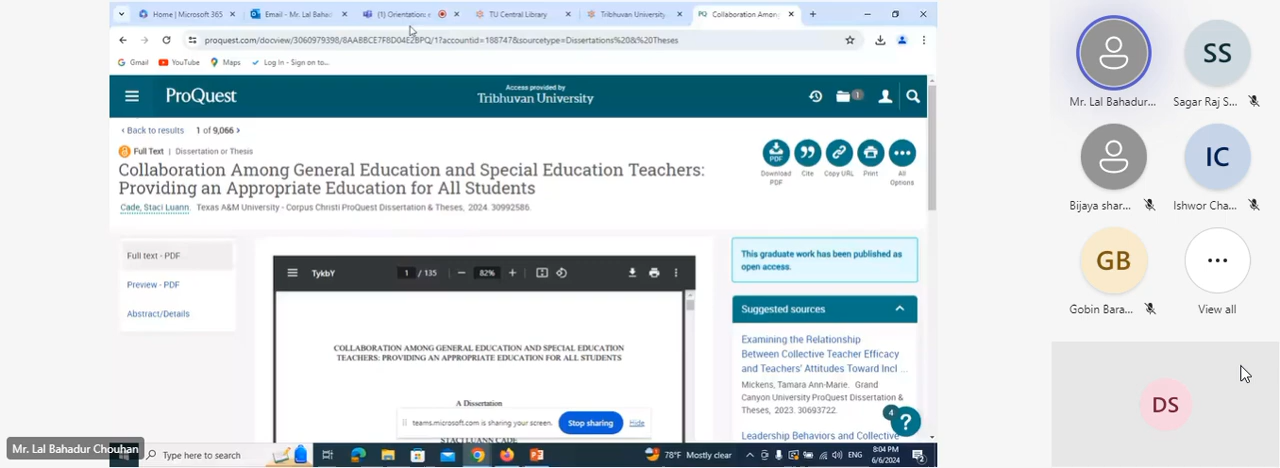 Home | Microsoft 365
Email - Mr. Lal Bahad
(1) Orientation: e
TU Central Library
Tribhuvan University
PQ Collaboration Amon
proquest.com/docview/3060979398/8AA8BCE7F8D04E2BPQ/1?accountid=188747&sourcetype=Dissertations%20&%20Theses
Gmail YouTube Maps Log In - Sign on to...
ProQuest
Access provided by
Tribhuvan University
1
Back to results 1 of 9,066
Full Text | Dissertation or Thesis
Collaboration Among General Education and Special Education Teachers:
Providing an Appropriate Education for All Students
Cade, Staci Luann. Texas A&M University - Corpus Christi ProQuest Dissertation & Theses, 2024. 30992586.
PDF
Download PDF
Cite
Copy URL
Print
All Options
Full text - PDF
Preview - PDF
Abstract/Details
TykbY 1 / 135 82%
COLLABORATION AMONG GENERAL EDUCATION AND SPECIAL EDUCATION
TEACHERS: PROVIDING AN APPROPRIATE EDUCATION FOR ALL STUDENTS
A Dissertation
STACI LUANN CADE
teams.microsoft.com is sharing your screen. Stop sharing Hide
This graduate work has been published as
open access.
Suggested sources
Examining the Relationship
Between Collective Teacher Efficacy
and Teachers' Attitudes Toward Incl ...
Mickens, Tamara Ann-Marie. Grand
Canyon University ProQuest Dissertation &
Theses, 2023. 30693722.
Leadership Behaviors and Collective
4
?
Type here to search
78°F Mostly clear
ENG
8:04 PM
6/6/2024
2
Mr. Lal Bahadur Chouhan
Mr. Lal Bahadur...
SS
Sagar Raj S...
Bijaya shar...
IC
Ishwor Cha...
GB
Gobin Bara...
View all
DS